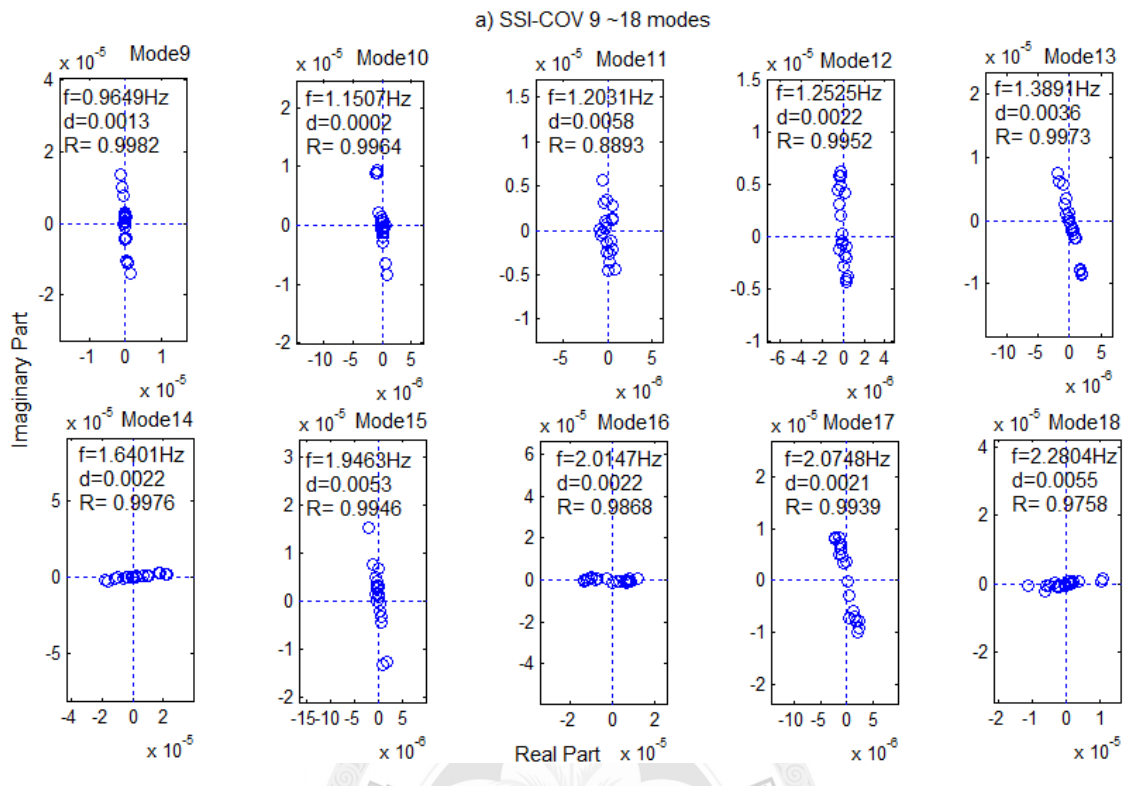 a) SSI-COV 9 ~18 modes
x 10^-5 Mode9
f=0.9649Hz
d=0.0013
R= 0.9982
4
2
0
-2
-1 0 1
x 10^-5
x 10^-5 Mode10
f=1.1507Hz
d=0.0002
R= 0.9964
2
1
0
-1
-2
-10 -5 0 5
x 10^-6
x 10^-5 Mode11
f=1.2031Hz
d=0.0058
R= 0.8893
1.5
1
0.5
0
-0.5
-1
-5 0 5
x 10^-6
x 10^-5 Mode12
f=1.2525Hz
d=0.0022
R= 0.9952
1.5
1
0.5
0
-0.5
-1
-6 -4 -2 0 2 4
x 10^-6
x 10^-5 Mode13
f=1.3891Hz
d=0.0036
R= 0.9973
2
1
0
-1
-10 -5 0 5
x 10^-6
Imaginary Part
x 10^-5 Mode14
f=1.6401Hz
d=0.0022
R= 0.9976
5
0
-5
-4 -2 0 2 4
x 10^-5
x 10^-5 Mode15
f=1.9463Hz
d=0.0053
R= 0.9946
3
2
1
0
-1
-2
-15 -10 -5 0 5
x 10^-6
x 10^-5 Mode16
f=2.0147Hz
d=0.0022
R= 0.9868
6
4
2
0
-2
-4
-2 0 2
x 10^-5
x 10^-5 Mode17
f=2.0748Hz
d=0.0021
R= 0.9939
2
1
0
-1
-2
-10 -5 0 5
x 10^-6
x 10^-5 Mode18
f=2.2804Hz
d=0.0055
R= 0.9758
4
2
0
-2
-2 -1 0 1
x 10^-5
Real Part